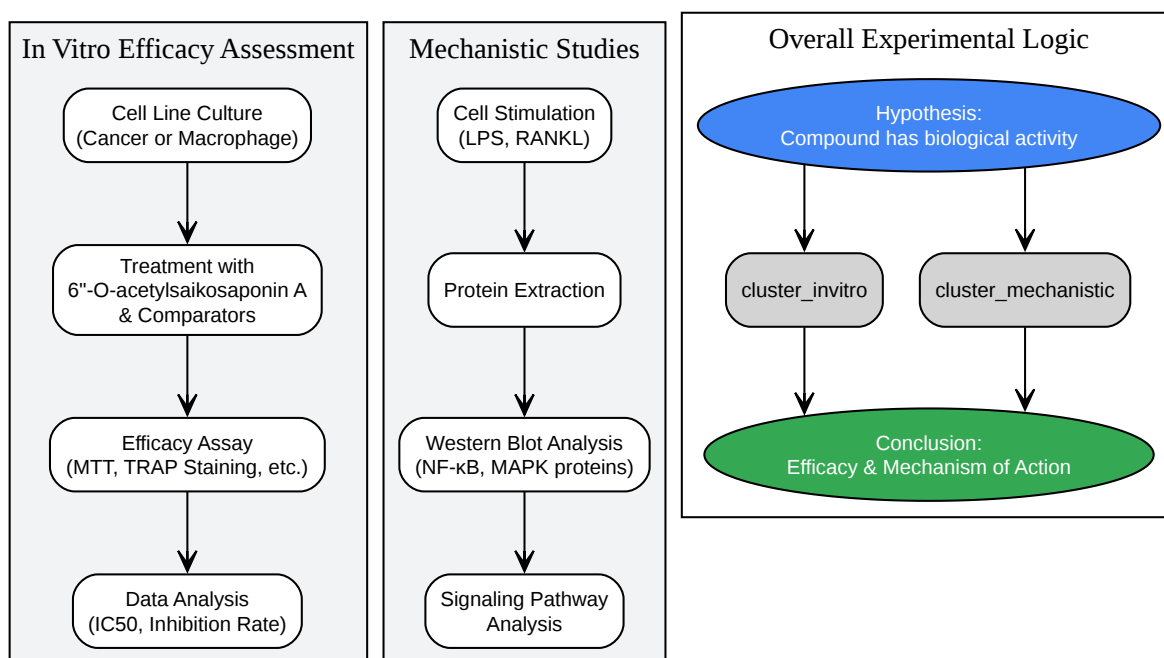 In Vitro Efficacy Assessment
Cell Line Culture
(Cancer or Macrophage)
Treatment with
6"-O-acetylsaikosaponin A
& Comparators
Efficacy Assay
(MTT, TRAP Staining, etc.)
Data Analysis
(IC50, Inhibition Rate)
Mechanistic Studies
Cell Stimulation
(LPS, RANKL)
Protein Extraction
Western Blot Analysis
(NF-κB, MAPK proteins)
Signaling Pathway
Analysis
Overall Experimental Logic
Hypothesis:
Compound has biological activity
cluster_invitro
cluster_mechanistic
Conclusion:
Efficacy & Mechanism of Action